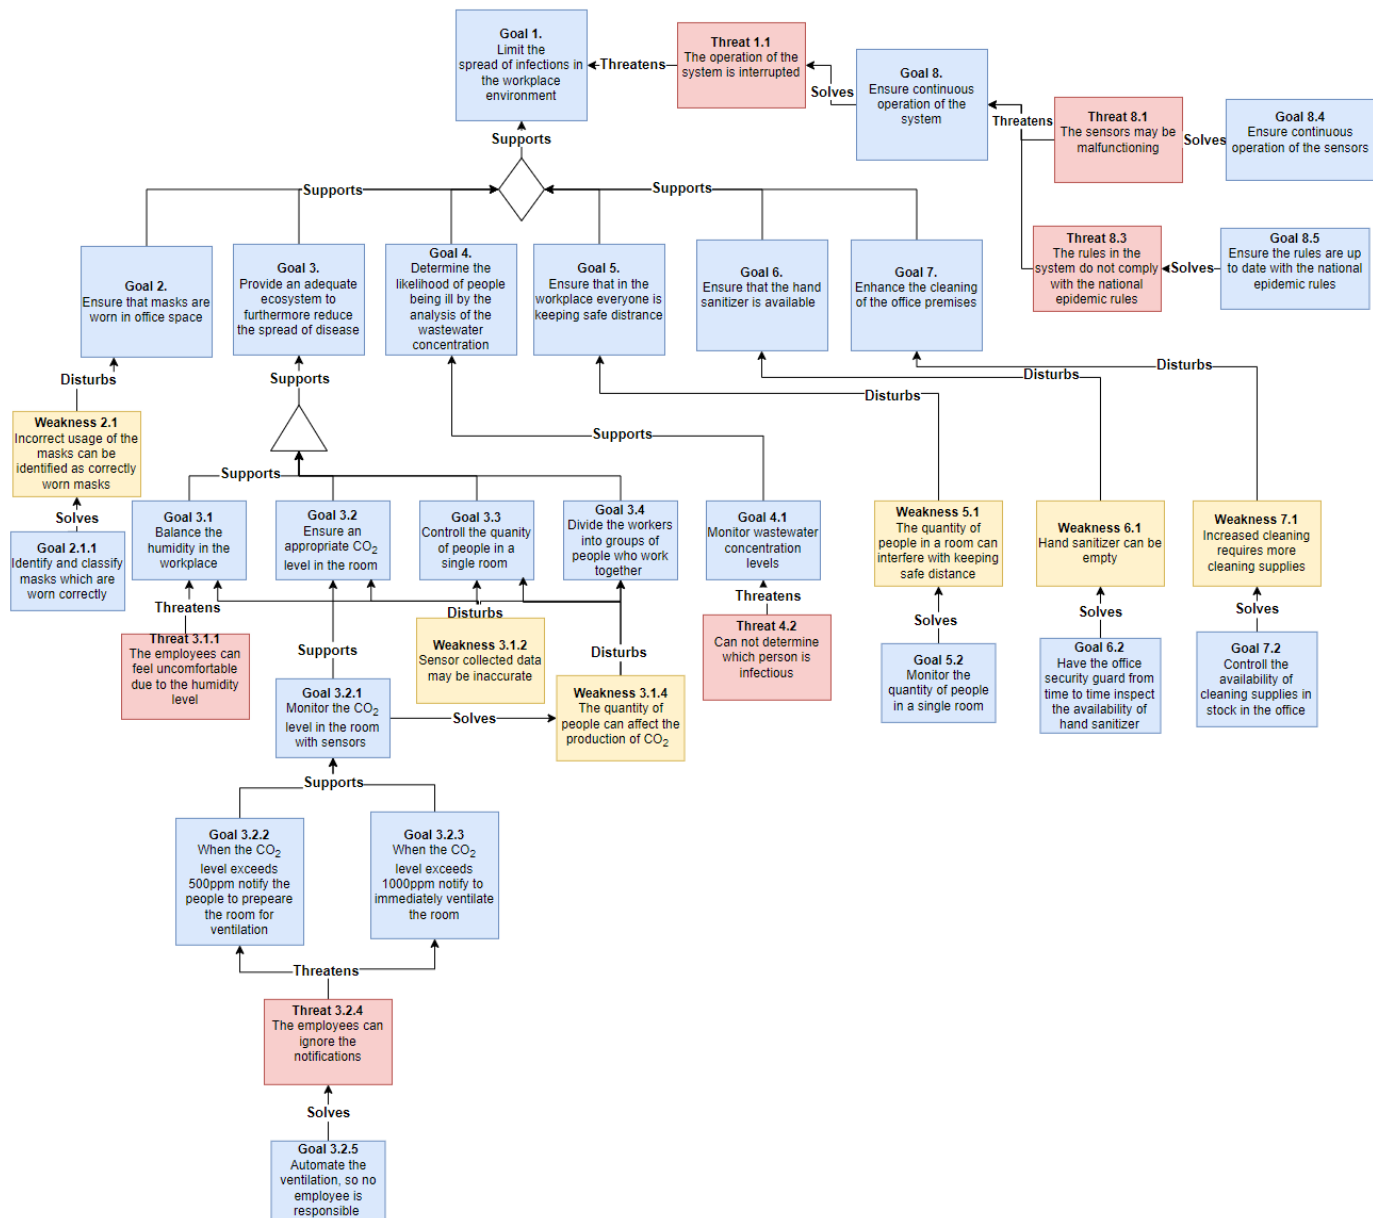 Goal 1.
Limit the
spread of infections in
the workplace
environment
Threatens
Threat 1.1
The operation of the
system is interrupted
Solves
Goal 8.
Ensure continuous
operation of the
system
Threatens
Threat 8.1
The sensors may be
malfunctioning
Solves
Goal 8.4
Ensure continuous
operation of the sensors
Threat 8.3
The rules in the
system do not comply
with the national
epidemic rules
Solves
Goal 8.5
Ensure the rules are up
to date with the national
epidemic rules
Supports
Supports
Supports
Goal 2.
Ensure that masks are
worn in office space
Goal 3.
Provide an adequate
ecosystem to
furthermore reduce
the spread of disease
Goal 4.
Determine the
likelihood of people
being ill by the
analysis of the
wastewater
concentration
Goal 5.
Ensure that in the
workplace everyone is
keeping safe distrance
Goal 6.
Ensure that the hand
sanitizer is available
Goal 7.
Enhance the cleaning
of the office premises
Disturbs
Supports
Disturbs
Disturbs
Disturbs
Weakness 2.1
Incorrect usage of the
masks can be
identified as correctly
worn masks
Solves
Goal 2.1.1
Identify and classify
masks which are
worn correctly
Supports
Supports
Goal 3.1
Balance the
humidity in the
workplace
Goal 3.2
Ensure an
appropriate CO2
level in the room
Goal 3.3
Controll the quanity
of people in a
single room
Goal 3.4
Divide the workers
into groups of
people who work
together
Goal 4.1
Monitor wastewater
concentration
levels
Weakness 5.1
The quantity of
people in a room can
interfere with keeping
safe distance
Weakness 6.1
Hand sanitizer can be
empty
Weakness 7.1
Increased cleaning
requires more
cleaning supplies
Threatens
Disturbs
Threatens
Solves
Solves
Solves
Threat 3.1.1
The employees can
feel uncomfortable
due to the humidity
level
Supports
Weakness 3.1.2
Sensor collected data
may be inaccurate
Disturbs
Threat 4.2
Can not determine
which person is
infectious
Goal 5.2
Monitor the
quantity of people
in a single room
Goal 6.2
Have the office
security guard from
time to time inspect
the availability of
hand sanitizer
Goal 7.2
Controll the
availability of
cleaning supplies in
stock in the office
Goal 3.2.1
Monitor the CO2
level in the room
with sensors
Solves
Weakness 3.1.4
The quantity of
people can affect the
production of CO2
Supports
Goal 3.2.2
When the CO2
level exceeds
500ppm notify the
people to prepeare
the room for
ventilation
Goal 3.2.3
When the CO2
level exceeds
1000ppm notify to
immediately ventilate
the room
Threatens
Threat 3.2.4
The employees can
ignore the
notifications
Solves
Goal 3.2.5
Automate the
ventilation, so no
employee is
responsible